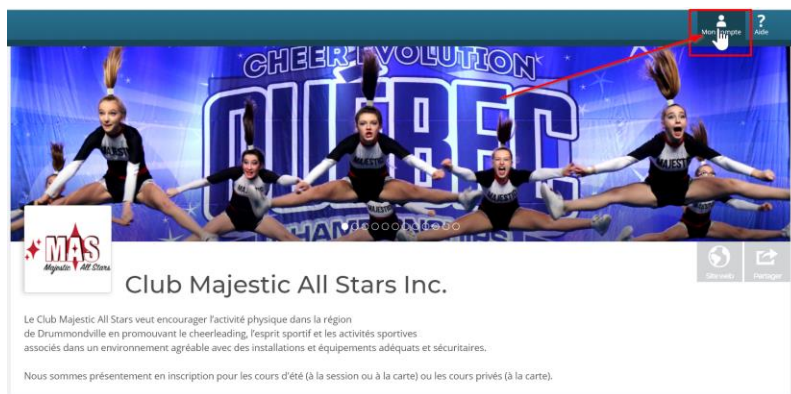 Mon compte
?
Aide
CHEER EVOLUTION
QUÉBEC
CHAMPIONSHIPS
MAJESTIC
MAJESTIC
MAJESTIC
MAS
Majestic All Stars
Site web
Partager
Club Majestic All Stars Inc.
Le Club Majestic All Stars veut encourager l'activité physique dans la région
de Drummondville en promouvant le cheerleading, l'esprit sportif et les activités sportives
associés dans un environnement agréable avec des installations et équipements adéquats et sécuritaires.
Nous sommes présentement en inscription pour les cours d'été (à la session ou à la carte) ou les cours privés (à la carte).